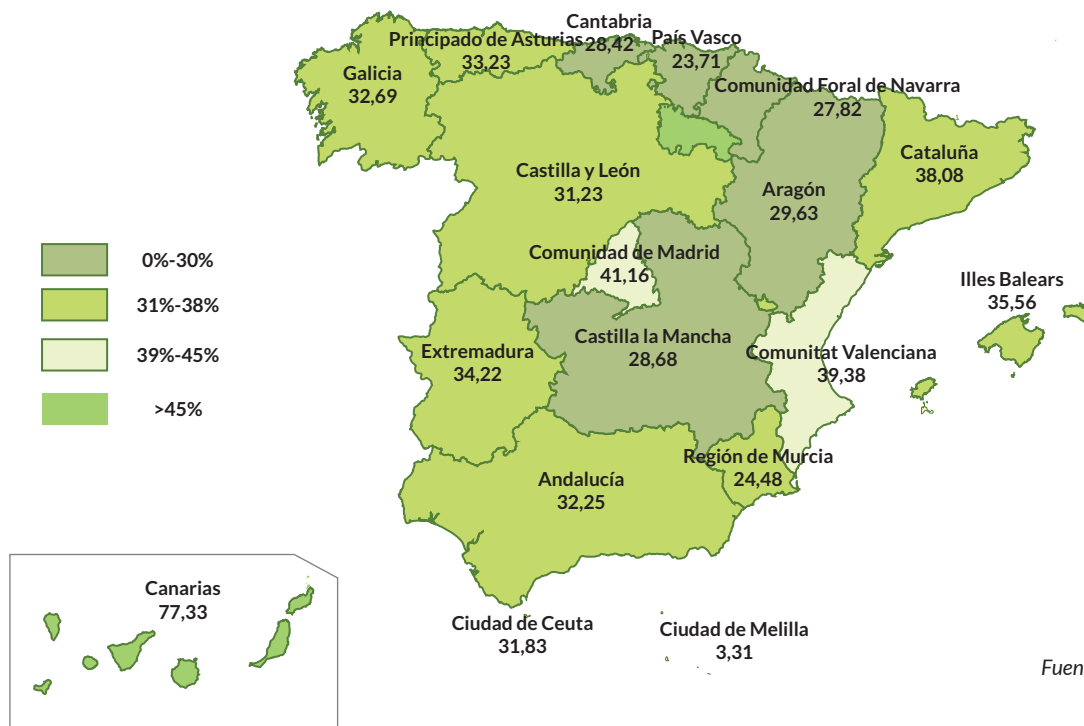 Cantabria
28,42
País Vasco
23,71
Principado de Asturias
33,23
Galicia
32,69
Comunidad Foral de Navarra
27,82
Cataluña
38,08
Castilla y León
31,23
Aragón
29,63
Comunidad de Madrid
41,16
Illes Balears
35,56
0%-30%
31%-38%
39%-45%
>45%
Extremadura
34,22
Castilla la Mancha
28,68
Comunitat Valenciana
39,38
Región de Murcia
24,48
Andalucía
32,25
Canarias
77,33
Ciudad de Ceuta
31,83
Ciudad de Melilla
3,31
Fuen